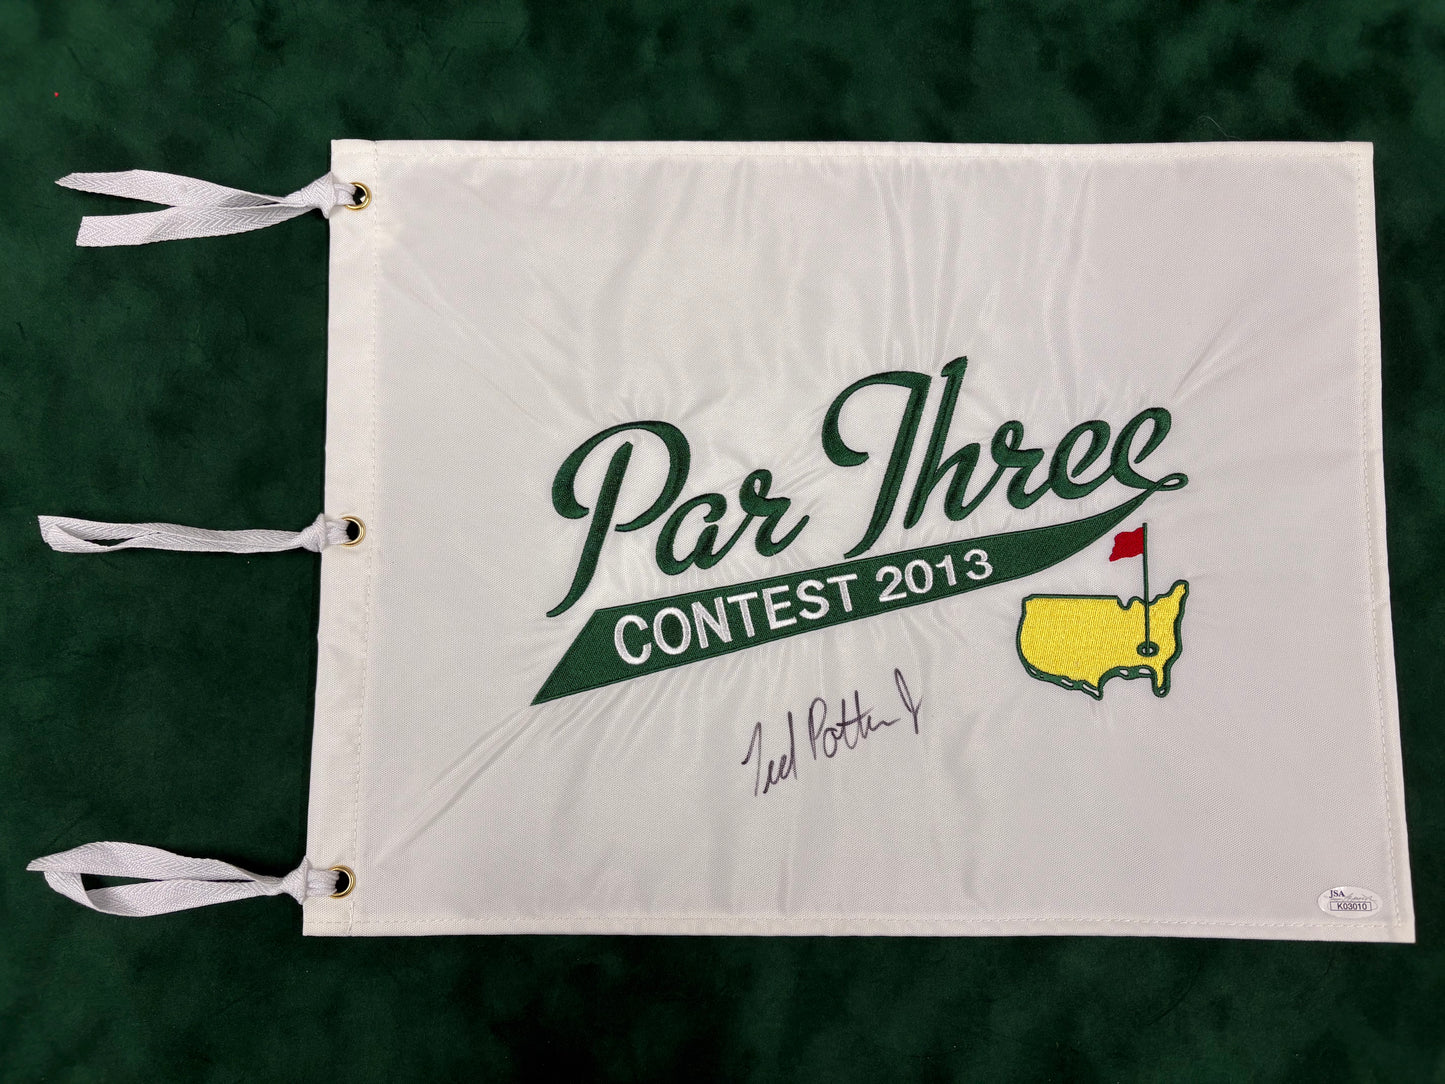 Par Three
CONTEST 2013
Ted Potter Jr
JSA
K03010